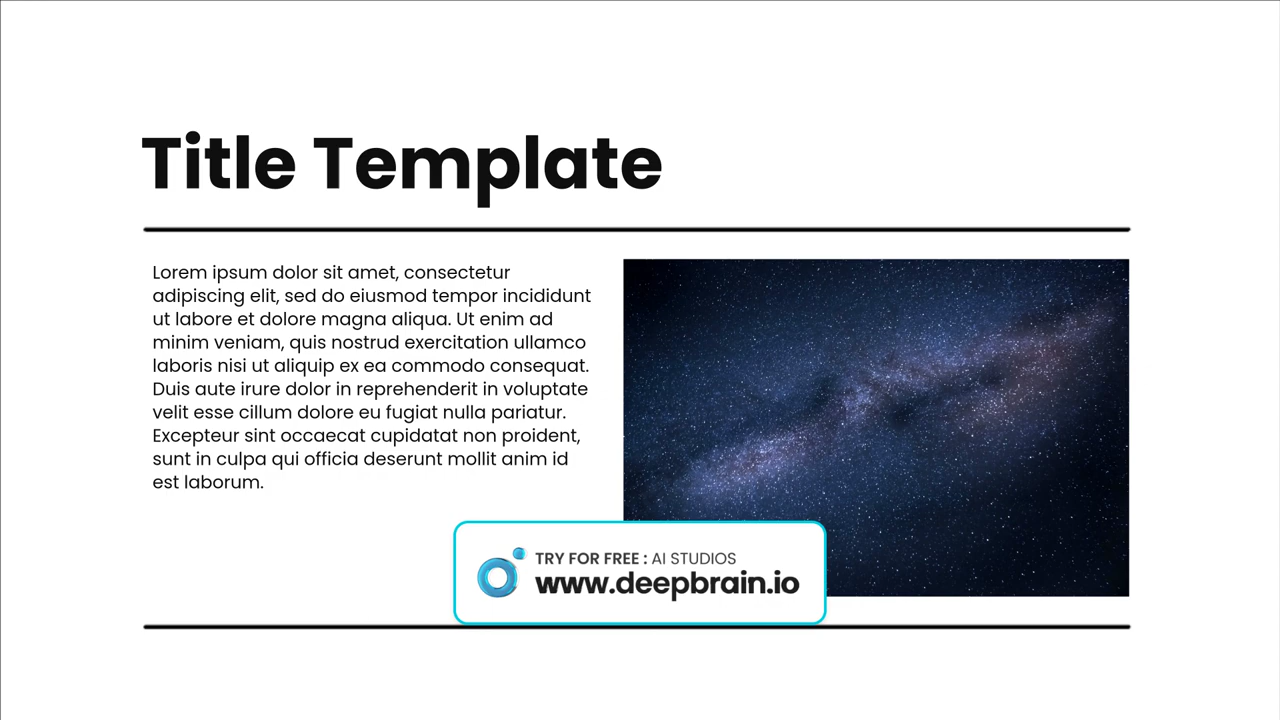 Title Template
Lorem ipsum dolor sit amet, consectetur
adipiscing elit, sed do eiusmod tempor incididunt
ut labore et dolore magna aliqua. Ut enim ad
minim veniam, quis nostrud exercitation ullamco
laboris nisi ut aliquip ex ea commodo consequat.
Duis aute irure dolor in reprehenderit in voluptate
velit esse cillum dolore eu fugiat nulla pariatur.
Excepteur sint occaecat cupidatat non proident,
sunt in culpa qui officia deserunt mollit anim id
est laborum.
TRY FOR FREE : AI STUDIOS
www.deepbrain.io